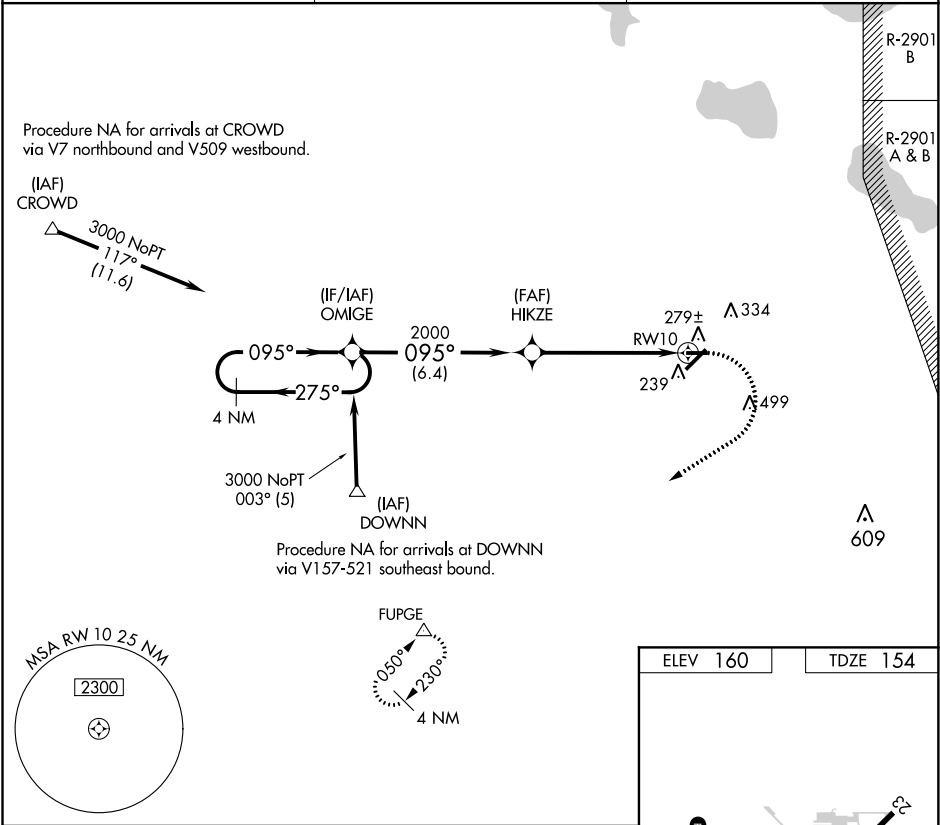 R-2901
B
R-2901
A & B
Procedure NA for arrivals at CROWD
via V7 northbound and V509 westbound.
(IAF)
CROWD
3000 NoPT
117°
(11.6)
(IF/IAF)
OMIGE
(FAF)
HIKZE
279±
334
RW10
2000
095°
095°
(6.4)
239
275°
4 NM
499
3000 NoPT
003° (5)
(IAF)
DOWNN
609
Procedure NA for arrivals at DOWNN
via V157-521 southeast bound.
FUPGE
050°
230°
4 NM
MSA RW 10 25 NM
2300
ELEV 160
TDZE 154
23